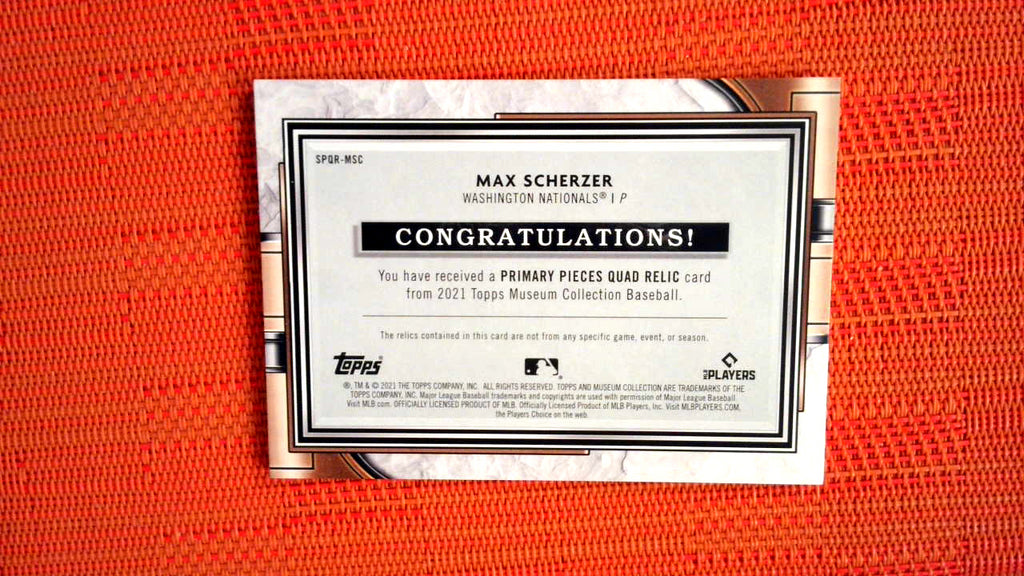 SPQR-MSC
MAX SCHERZER
WASHINGTON NATIONALS® | P
CONGRATULATIONS!
You have received a PRIMARY PIECES QUAD RELIC card
from 2021 Topps Museum Collection Baseball.
The relics contained in this card are not from any specific game, event, or season.
Topps®
MLB PLAYERS
®, TM & © 2021 THE TOPPS COMPANY, INC. ALL RIGHTS RESERVED. TOPPS AND MUSEUM COLLECTION ARE TRADEMARKS OF THE
TOPPS COMPANY, INC. Major League Baseball trademarks and copyrights are used with permission of Major League Baseball.
Visit MLB.com. OFFICIALLY LICENSED PRODUCT OF MLB. Officially Licensed Product of MLB Players, Inc. Visit MLBPLAYERS.COM,
the Players Choice on the web.